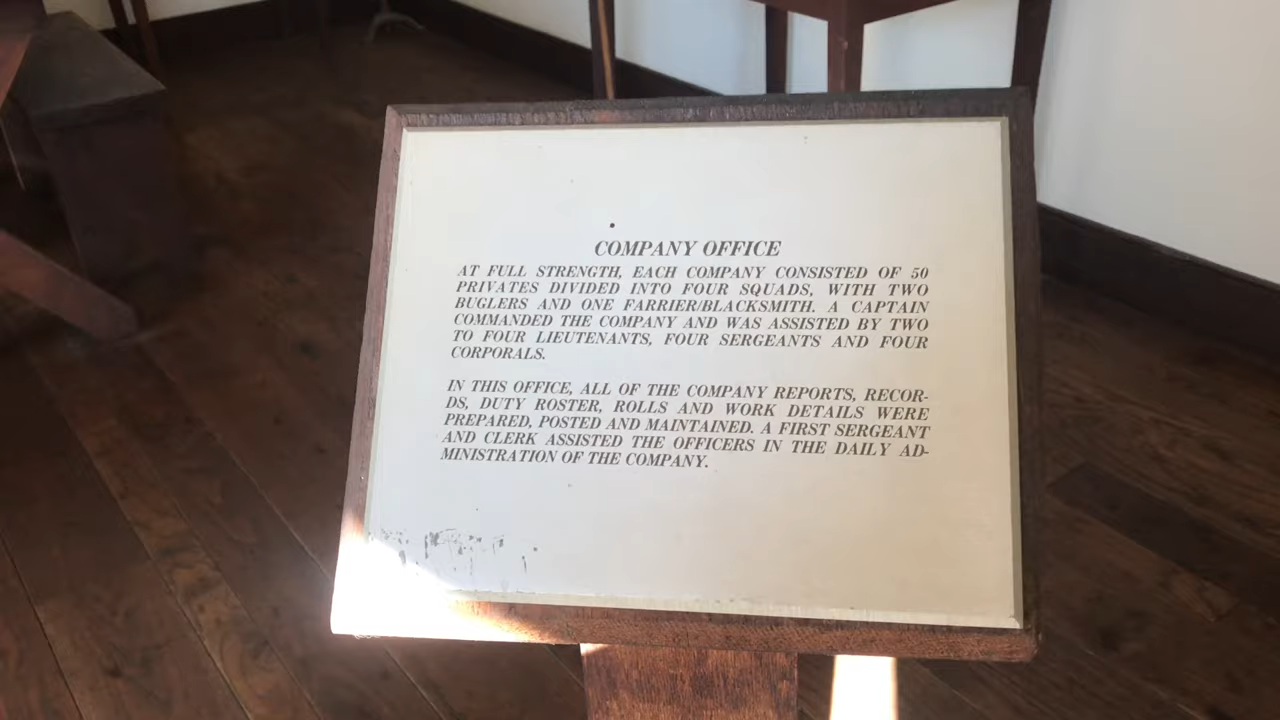 COMPANY OFFICE
AT FULL STRENGTH, EACH COMPANY CONSISTED OF 50
PRIVATES DIVIDED INTO FOUR SQUADS, WITH TWO
BUGLERS AND ONE FARRIER/BLACKSMITH. A CAPTAIN
COMMANDED THE COMPANY AND WAS ASSISTED BY TWO
TO FOUR LIEUTENANTS, FOUR SERGEANTS AND FOUR
CORPORALS.
IN THIS OFFICE, ALL OF THE COMPANY REPORTS, RECOR-
DS, DUTY ROSTER, ROLLS AND WORK DETAILS WERE
PREPARED, POSTED AND MAINTAINED. A FIRST SERGEANT
AND CLERK ASSISTED THE OFFICERS IN THE DAILY AD-
MINISTRATION OF THE COMPANY.